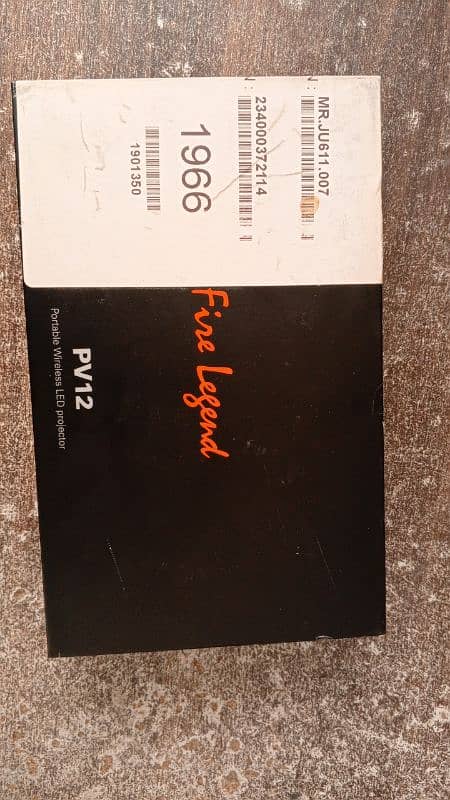 N : MR.JU611.007
N : 234000372114
1966
1901350
Fire Legend
PV12
Portable Wireless LED projector